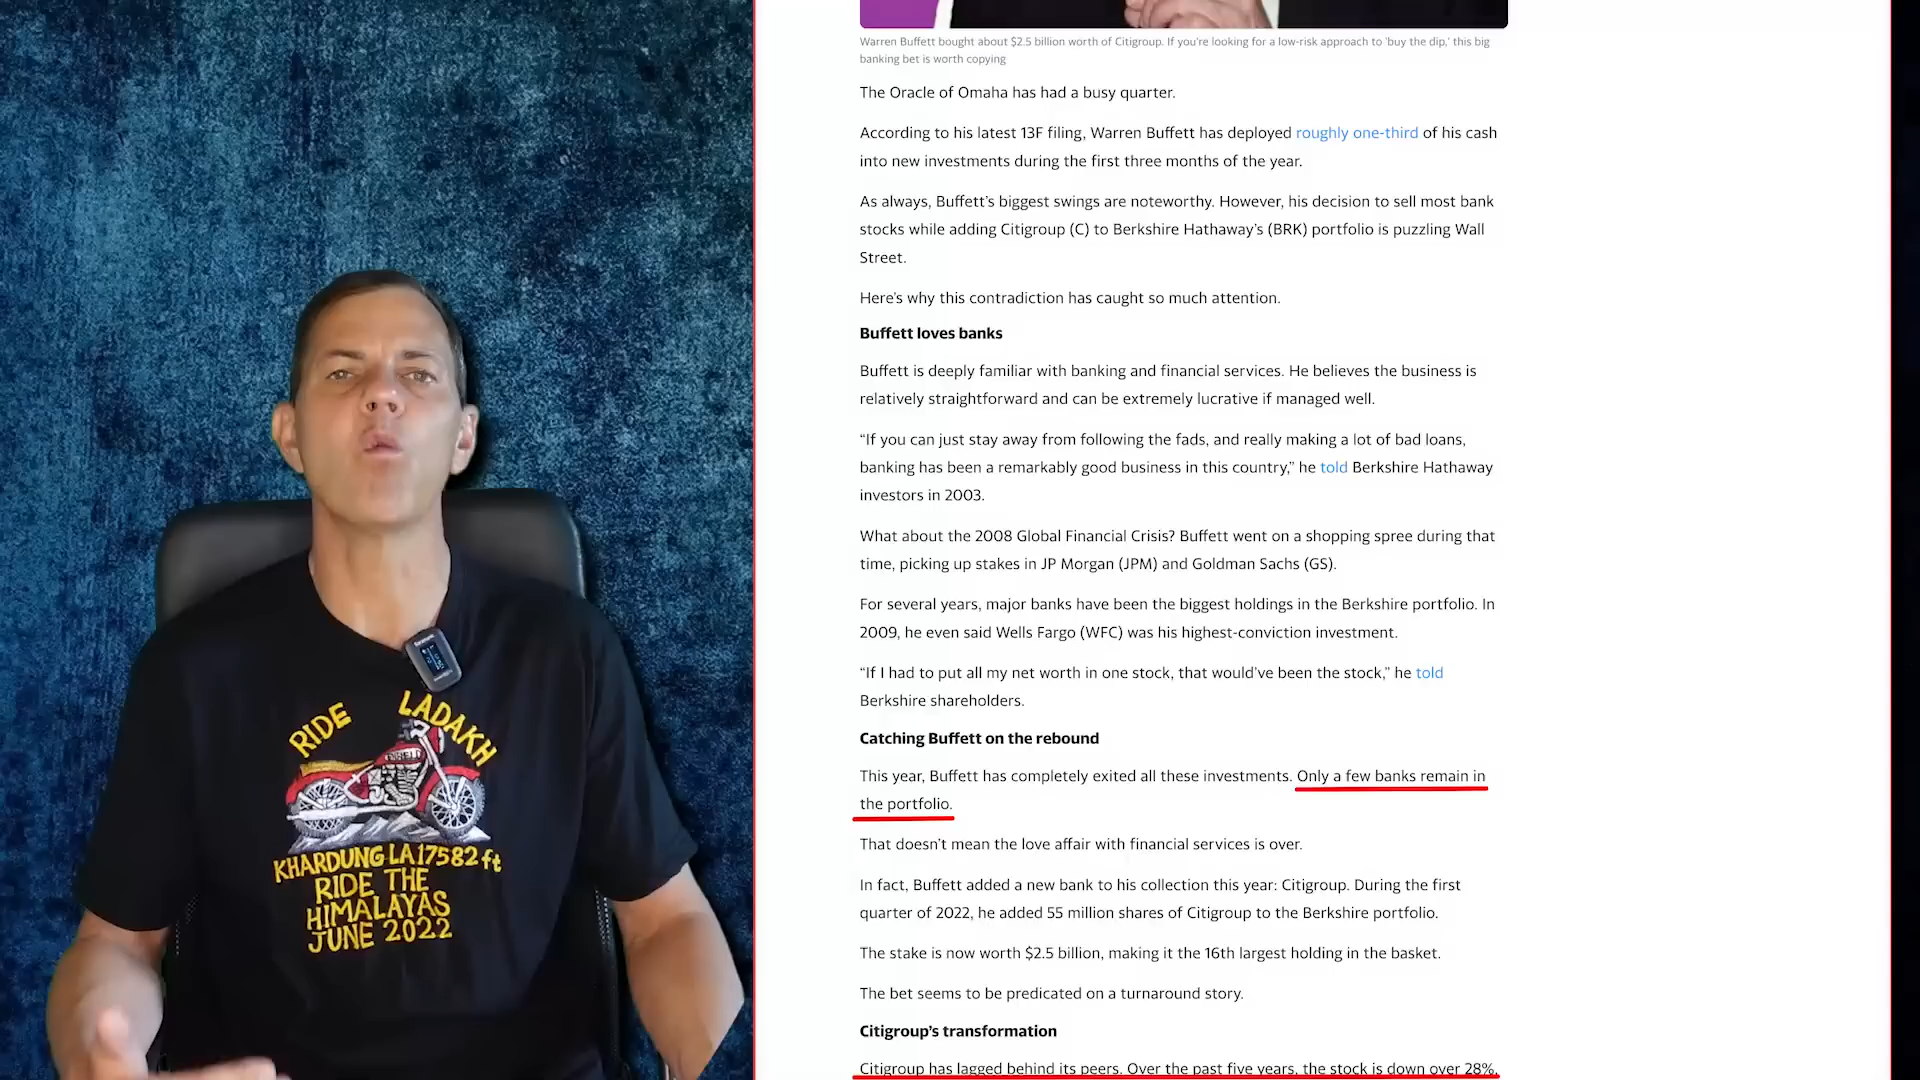 Warren Buffett bought about $2.5 billion worth of Citigroup. If you're looking for a low-risk approach to 'buy the dip,' this big
banking bet is worth copying
The Oracle of Omaha has had a busy quarter.
According to his latest 13F filing, Warren Buffett has deployed roughly one-third of his cash
into new investments during the first three months of the year.
As always, Buffett's biggest swings are noteworthy. However, his decision to sell most bank
stocks while adding Citigroup (C) to Berkshire Hathaway's (BRK) portfolio is puzzling Wall
Street.
Here's why this contradiction has caught so much attention.
Buffett loves banks
Buffett is deeply familiar with banking and financial services. He believes the business is
relatively straightforward and can be extremely lucrative if managed well.
“If you can just stay away from following the fads, and really making a lot of bad loans,
banking has been a remarkably good business in this country,” he told Berkshire Hathaway
investors in 2003.
What about the 2008 Global Financial Crisis? Buffett went on a shopping spree during that
time, picking up stakes in JP Morgan (JPM) and Goldman Sachs (GS).
For several years, major banks have been the biggest holdings in the Berkshire portfolio. In
2009, he even said Wells Fargo (WFC) was his highest-conviction investment.
“If I had to put all my net worth in one stock, that would've been the stock,” he told
Berkshire shareholders.
Catching Buffett on the rebound
This year, Buffett has completely exited all these investments. Only a few banks remain in
the portfolio.
That doesn't mean the love affair with financial services is over.
In fact, Buffett added a new bank to his collection this year: Citigroup. During the first
quarter of 2022, he added 55 million shares of Citigroup to the Berkshire portfolio.
The stake is now worth $2.5 billion, making it the 16th largest holding in the basket.
The bet seems to be predicated on a turnaround story.
Citigroup's transformation
Citigroup has lagged behind its peers. Over the past five years, the stock is down over 28%.
RIDE LADAKH
KHARDUNG LA 17582 ft
RIDE THE
HIMALAYAS
JUNE 2022